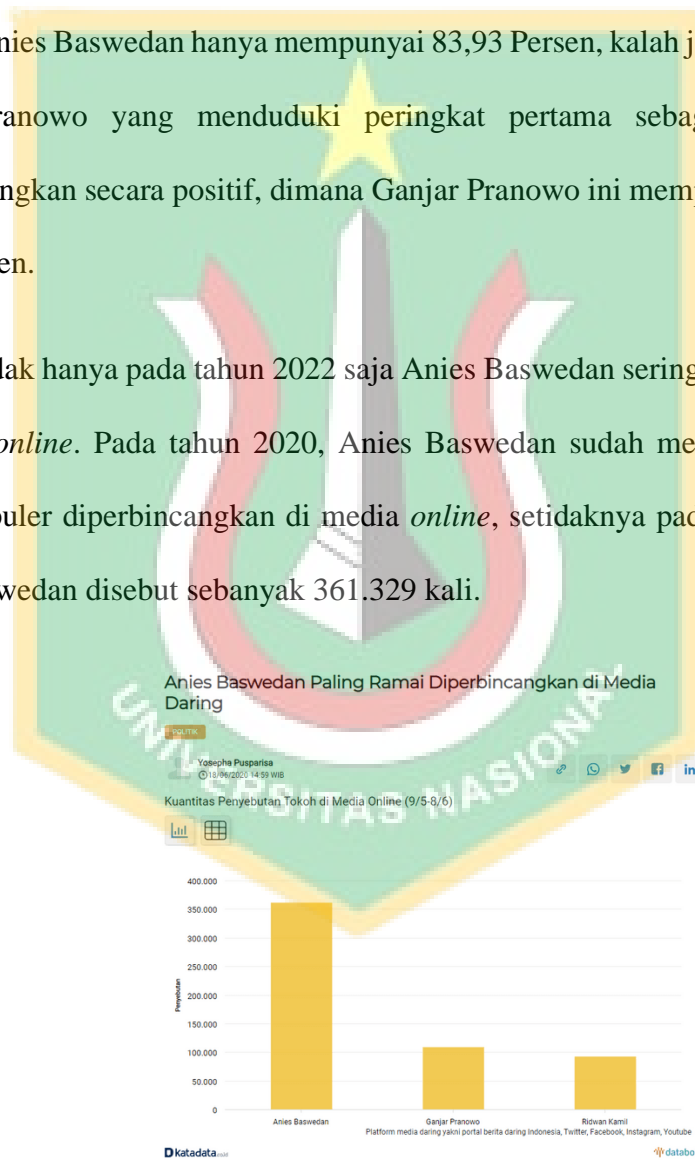 nies Baswedan hanya mempunyai 83,93 Persen, kalah j
ranowo yang menduduki peringkat pertama sebag
ngkan secara positif, dimana Ganjar Pranowo ini memp
en.
dak hanya pada tahun 2022 saja Anies Baswedan sering
online. Pada tahun 2020, Anies Baswedan sudah me
puler diperbincangkan di media online, setidaknya pad
wedan disebut sebanyak 361.329 kali.
Anies Baswedan Paling Ramai Diperbincangkan di Media
Daring
POLITIK
Yosepha Pusparisa
18/06/2020 14:59 WIB
Kuantitas Penyebutan Tokoh di Media Online (9/5-8/6)
UNIVERSITAS NASIONAL
400.000
350.000
300.000
250.000
200.000
150.000
100.000
50.000
0
Penyebutan
Anies Baswedan
Ganjar Pranowo
Ridwan Kamil
Platform media daring yakni portal berita daring Indonesia, Twitter, Facebook, Instagram, Youtube
katadata
databo